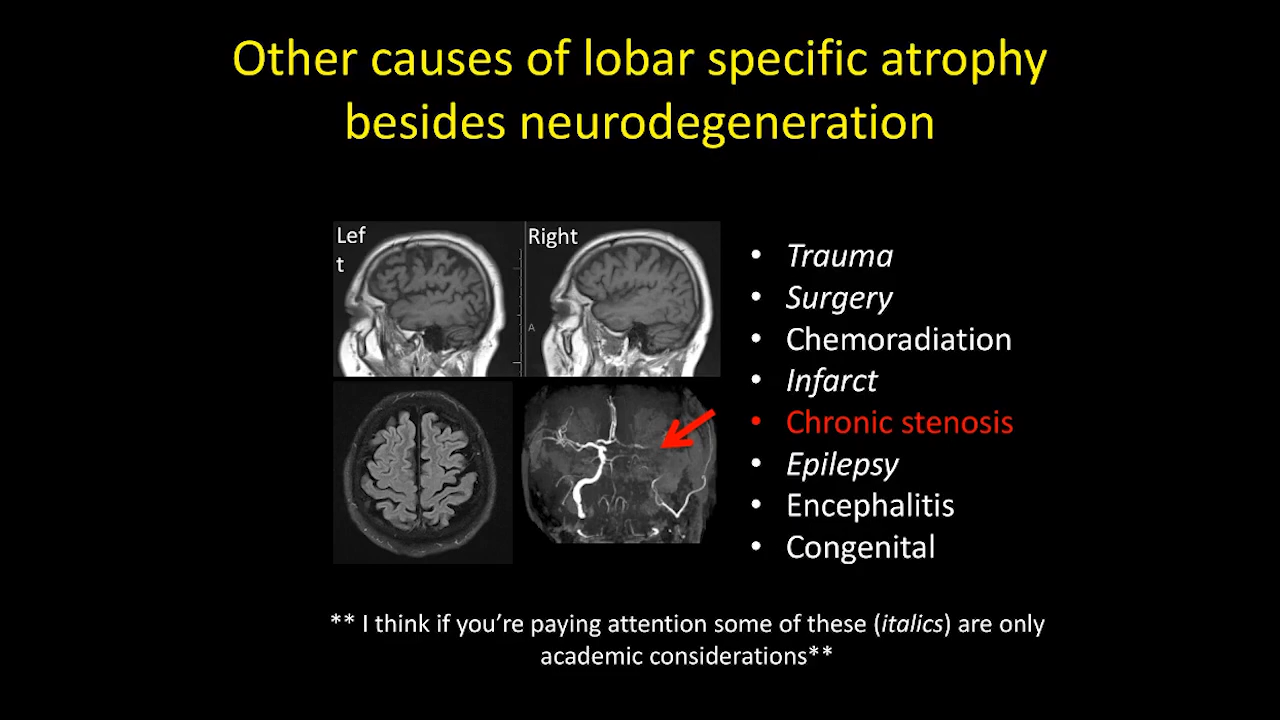 Other causes of lobar specific atrophy
besides neurodegeneration
Lef
t
Right
A
• Trauma
• Surgery
• Chemoradiation
• Infarct
• Chronic stenosis
• Epilepsy
• Encephalitis
• Congenital
** I think if you’re paying attention some of these (italics) are only
academic considerations**